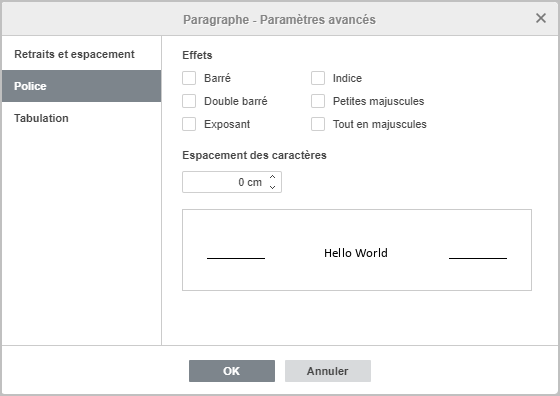 Paragraphe - Paramètres avancés
Retraits et espacement
Police
Tabulation
Effets
Barré
Indice
Double barré
Petites majuscules
Exposant
Tout en majuscules
Espacement des caractères
0 cm
Hello World
OK
Annuler